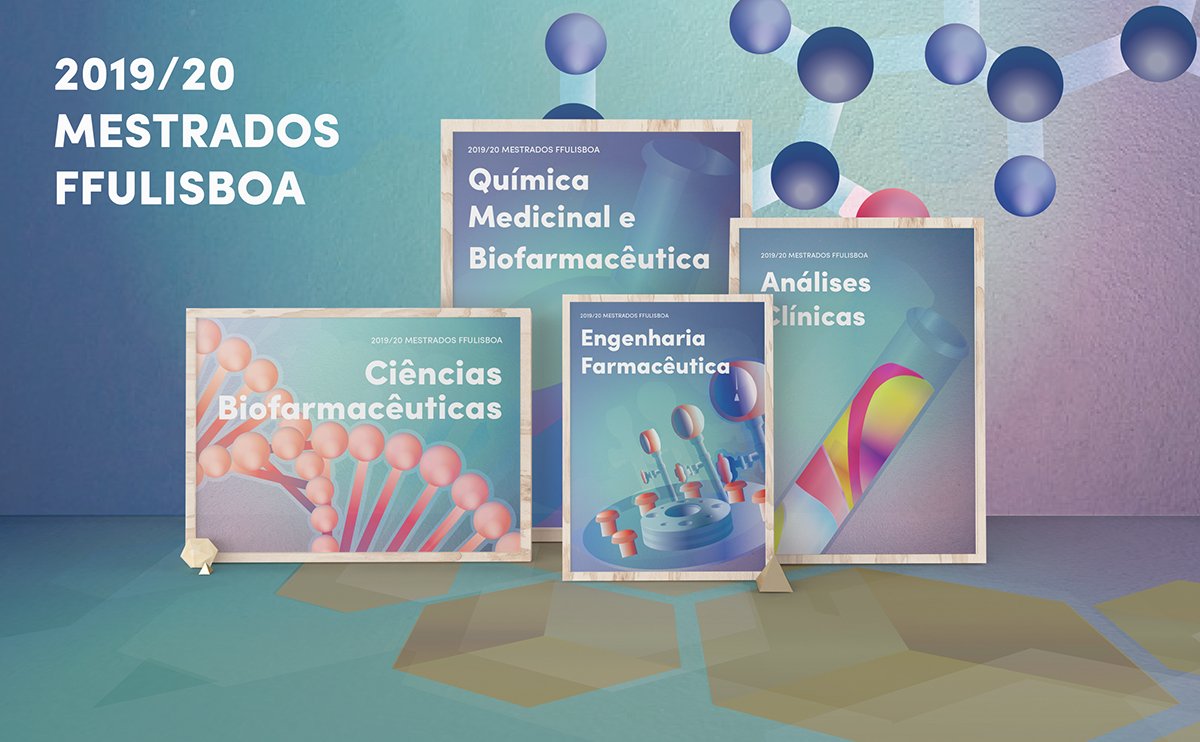 2019/20
MESTRADOS
FFULISBOA
2019/20 MESTRADOS FFULISBOA
Química
Medicinal e
Biofarmacêutica
2019/20 MESTRADOS FFULISBOA
Análises
Clínicas
2019/20 MESTRADOS FFULISBOA
Engenharia
Farmacêutica
2019/20 MESTRADOS FFULISBOA
Ciências
Biofarmacêuticas